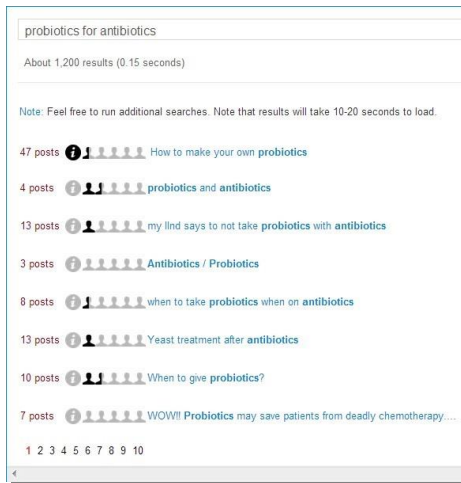 probiotics for antibiotics
About 1,200 results (0.15 seconds)
Note: Feel free to run additional searches. Note that results will take 10-20 seconds to load.
47 posts How to make your own probiotics
4 posts probiotics and antibiotics
13 posts my llnd says to not take probiotics with antibiotics
3 posts Antibiotics / Probiotics
8 posts when to take probiotics when on antibiotics
13 posts Yeast treatment after antibiotics
10 posts When to give probiotics?
7 posts WOW!! Probiotics may save patients from deadly chemotherapy....
1 2 3 4 5 6 7 8 9 10